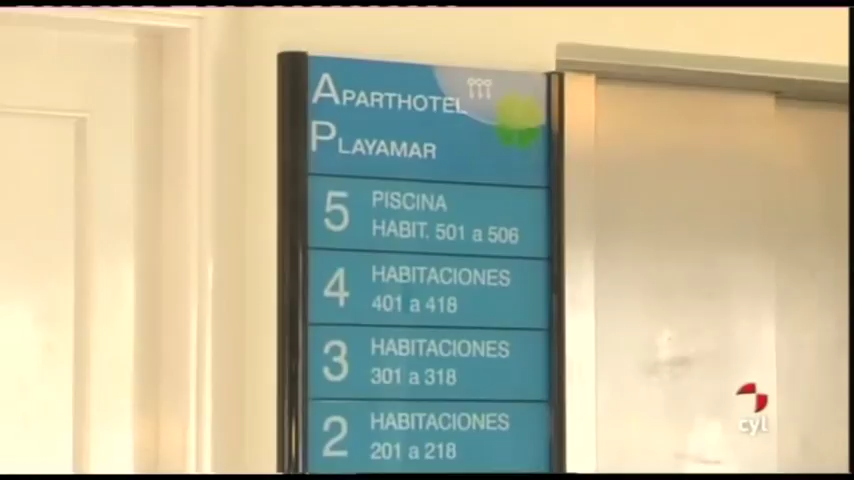 APARTHOTEL
PLAYAMAR
5 PISCINA
HABIT. 501 a 506
4 HABITACIONES
401 a 418
3 HABITACIONES
301 a 318
2 HABITACIONES
201 a 218
cyl